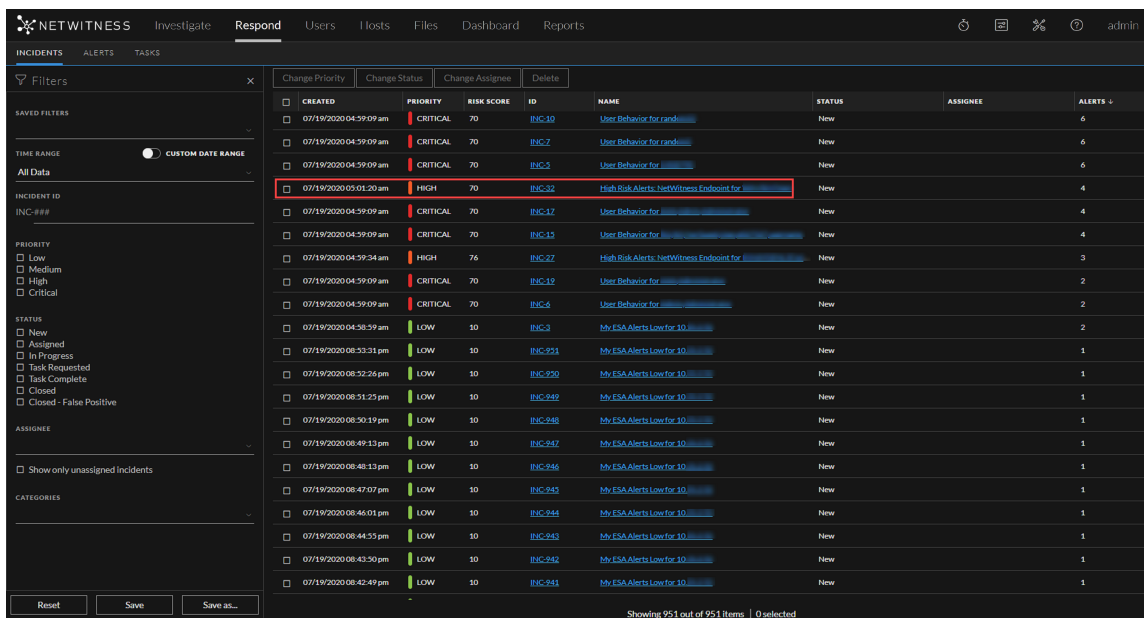 NETWITNESS Investigate Respond Users Hosts Files Dashboard Reports admin
INCIDENTS ALERTS TASKS
Filters
SAVED FILTERS
TIME RANGE CUSTOM DATE RANGE
All Data
INCIDENT ID
INC-###
PRIORITY
Low
Medium
High
Critical
STATUS
New
Assigned
In Progress
Task Requested
Task Complete
Closed
Closed - False Positive
ASSIGNEE
Show only unassigned incidents
CATEGORIES
Reset Save Save as...
Change Priority Change Status Change Assignee Delete
CREATED PRIORITY RISK SCORE ID NAME STATUS ASSIGNEE ALERTS
07/19/2020 04:59:09 am CRITICAL 70 INC-10 User Behavior for New 6
07/19/2020 04:59:09 am CRITICAL 70 INC-7 User Behavior for New 6
07/19/2020 04:59:09 am CRITICAL 70 INC-5 User Behavior for New 6
07/19/2020 05:01:20 am HIGH 70 INC-32 High Risk Alerts: NetWitness Endpoint for New 4
07/19/2020 04:59:09 am CRITICAL 70 INC-17 User Behavior for New 4
07/19/2020 04:59:09 am CRITICAL 70 INC-15 User Behavior for New 4
07/19/2020 04:59:34 am HIGH 76 INC-27 High Risk Alerts: NetWitness Endpoint for New 3
07/19/2020 04:59:09 am CRITICAL 70 INC-19 User Behavior for New 2
07/19/2020 04:59:09 am CRITICAL 70 INC-6 User Behavior for New 2
07/19/2020 04:58:59 am LOW 10 INC-3 My ESA Alerts Low for 10. New 2
07/19/2020 08:53:31 pm LOW 10 INC-951 My ESA Alerts Low for 10. New 1
07/19/2020 08:52:26 pm LOW 10 INC-950 My ESA Alerts Low for 10. New 1
07/19/2020 08:51:25 pm LOW 10 INC-949 My ESA Alerts Low for 10. New 1
07/19/2020 08:50:19 pm LOW 10 INC-948 My ESA Alerts Low for 10. New 1
07/19/2020 08:49:13 pm LOW 10 INC-947 My ESA Alerts Low for 10. New 1
07/19/2020 08:48:13 pm LOW 10 INC-946 My ESA Alerts Low for 10. New 1
07/19/2020 08:47:07 pm LOW 10 INC-945 My ESA Alerts Low for 10. New 1
07/19/2020 08:46:01 pm LOW 10 INC-944 My ESA Alerts Low for 10. New 1
07/19/2020 08:44:55 pm LOW 10 INC-943 My ESA Alerts Low for 10. New 1
07/19/2020 08:43:50 pm LOW 10 INC-942 My ESA Alerts Low for 10. New 1
07/19/2020 08:42:49 pm LOW 10 INC-941 My ESA Alerts Low for 10. New 1
Showing 951 out of 951 items | 0 selected